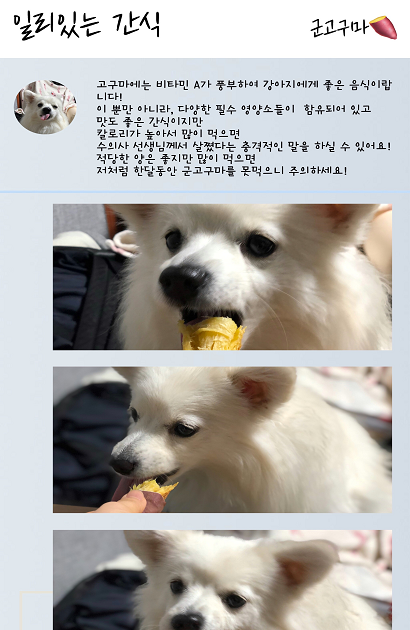 일리있는 간식
군고구마
고구마에는 비타민 A가 풍부하여 강아지에게 좋은 음식이랍
니다!
이 뿐만 아니라, 다양한 필수 영양소들이 함유되어 있고
맛도 좋은 간식이지만
칼로리가 높아서 많이 먹으면
수의사 선생님께서 살쪘다는 충격적인 말을 하실 수 있어요!
적당한 양은 좋지만 많이 먹으면
저처럼 한달동안 군고구마를 못먹으니 주의하세요!